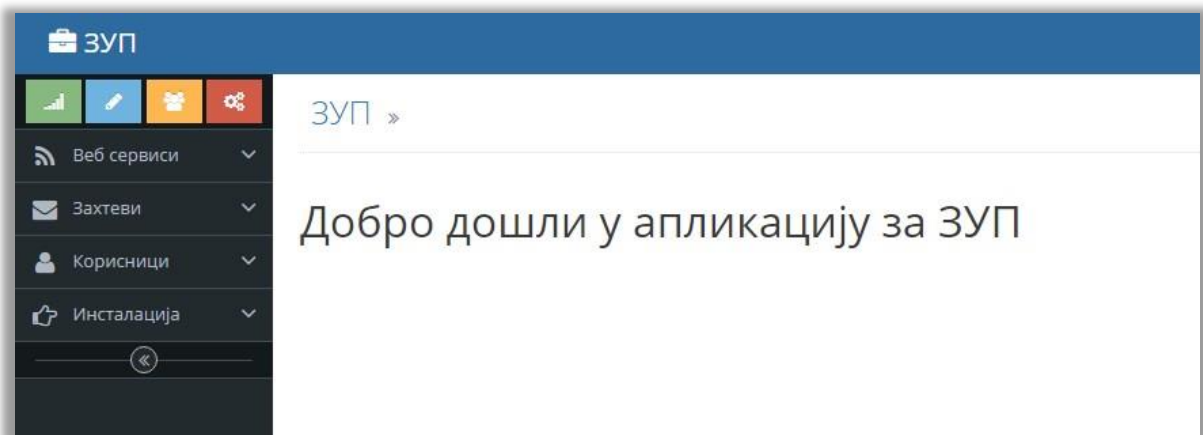 ЗУП
ЗУП »
Веб сервиси
Захтеви
Корисници
Инсталација
Добро дошли у апликацију за ЗУП